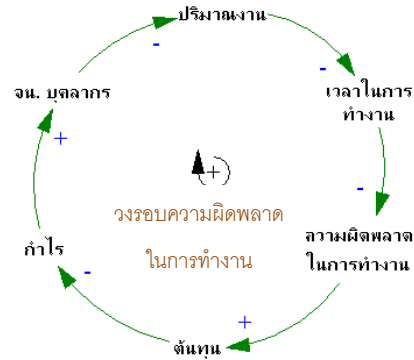 ปริมาณงาน
-
-
จน. บุคลากร
เวลาในการ
ทำงาน
+
(+)
-
วงรอบความผิดพลาด
ในการทำงาน
ความผิดพลาด
ในการทำงาน
กำไร
-
+
ต้นทุน